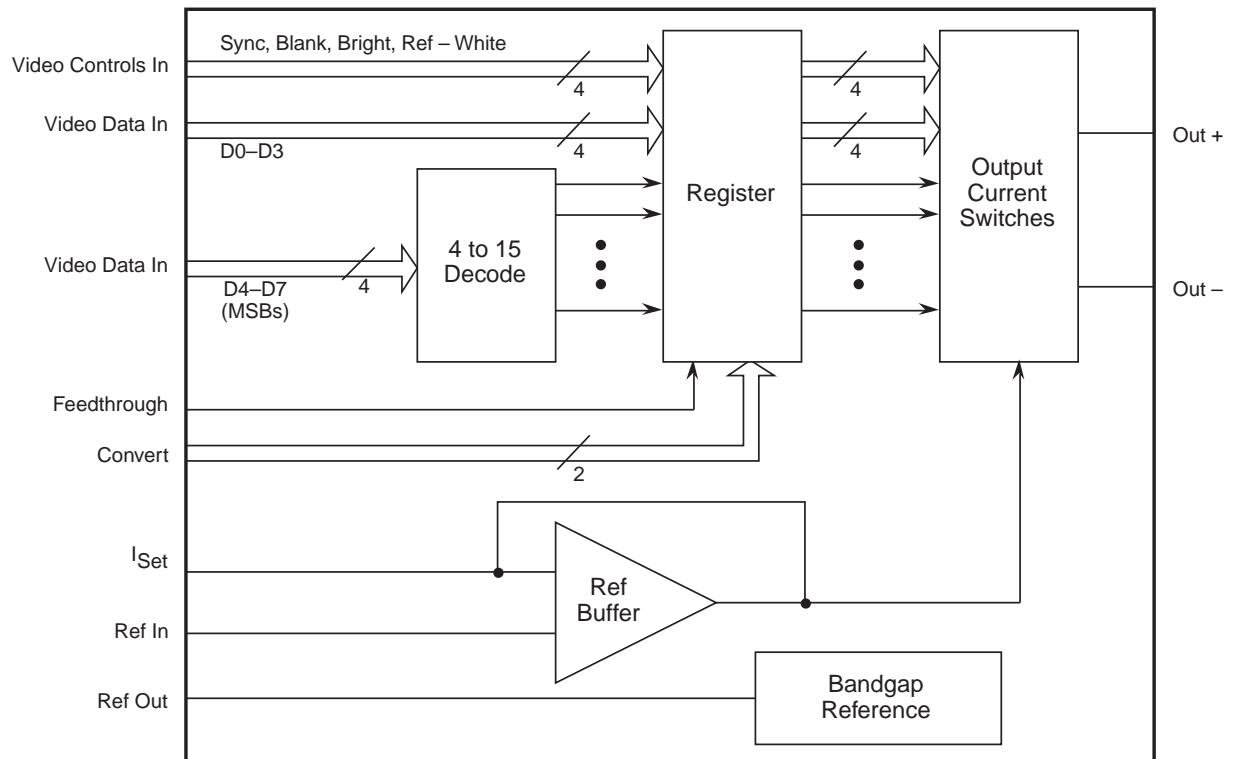 Sync, Blank, Bright, Ref – White
Video Controls In
4
4
Video Data In
D0–D3
4
4
Register
Output
Current
Switches
Out +
4 to 15
Decode
Video Data In
D4–D7
(MSBs)
4
Out –
Feedthrough
Convert
2
ISet
Ref
Buffer
Ref In
Ref Out
Bandgap
Reference